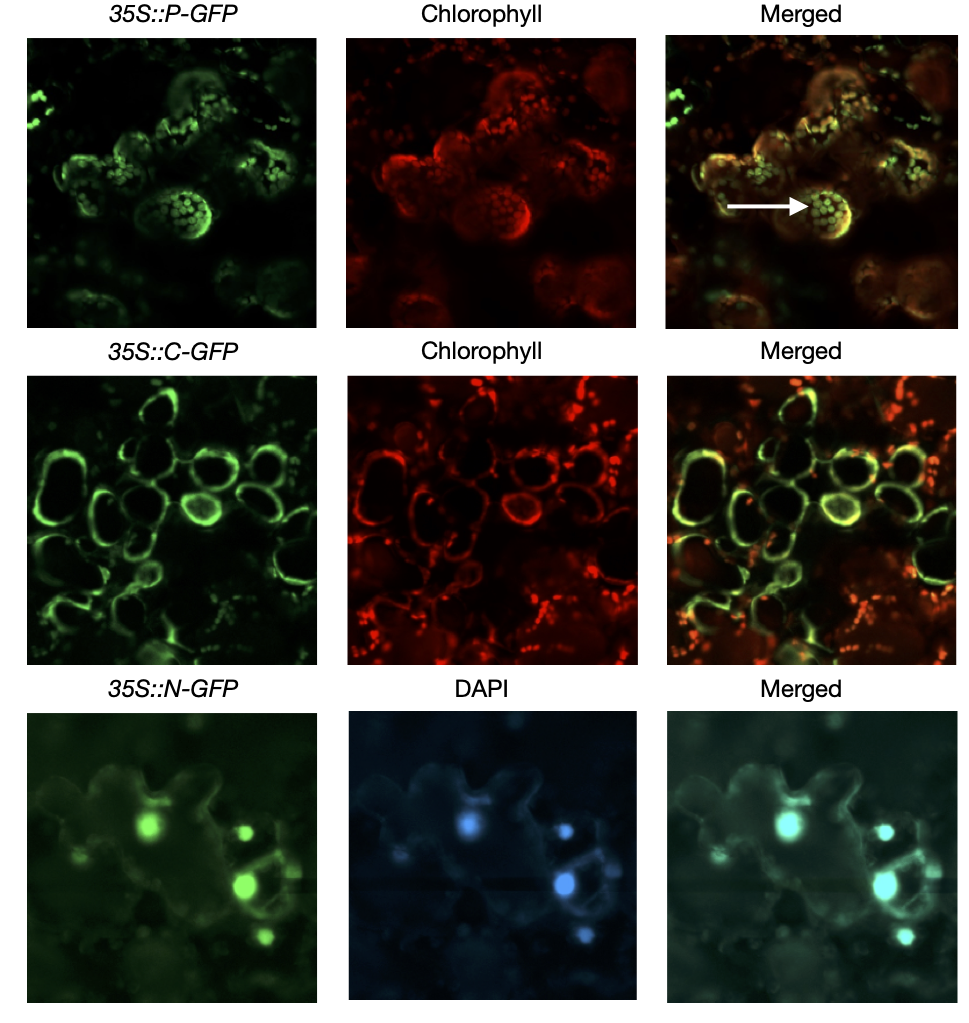 35S::P-GFP Chlorophyll Merged
35S::C-GFP Chlorophyll Merged
35S::N-GFP DAPI Merged